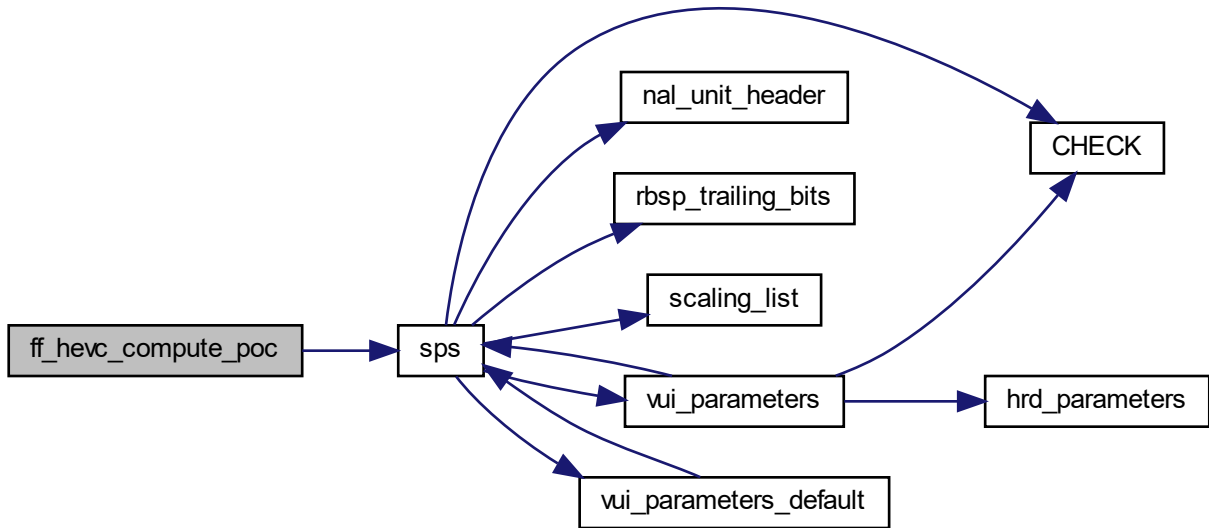 ff_hevc_compute_poc
sps
nal_unit_header
rbsp_trailing_bits
scaling_list
vui_parameters
vui_parameters_default
CHECK
hrd_parameters